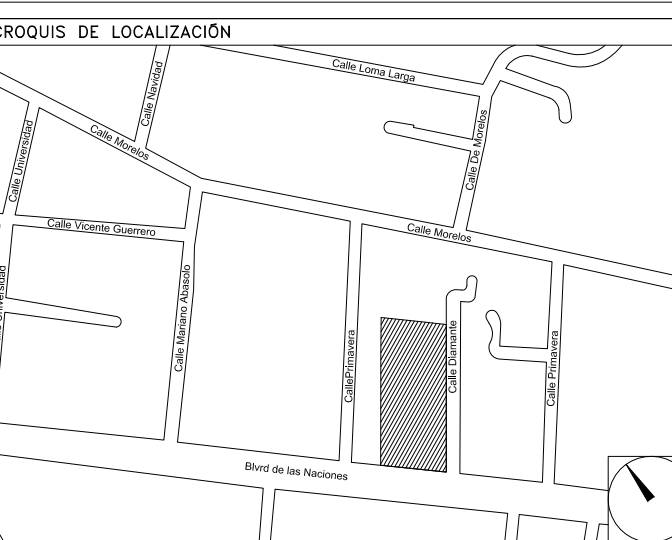 CROQUIS DE LOCALIZACIÓN
Calle Loma Larga
Calle Navidad
Calle Morelos
Calle Universidad
Calle De Morelos
Calle Vicente Guerrero
Calle Morelos
Calle Mariano Abasolo
CallePrimavera
Calle Diamante
Calle Primavera
Blvrd de las Naciones